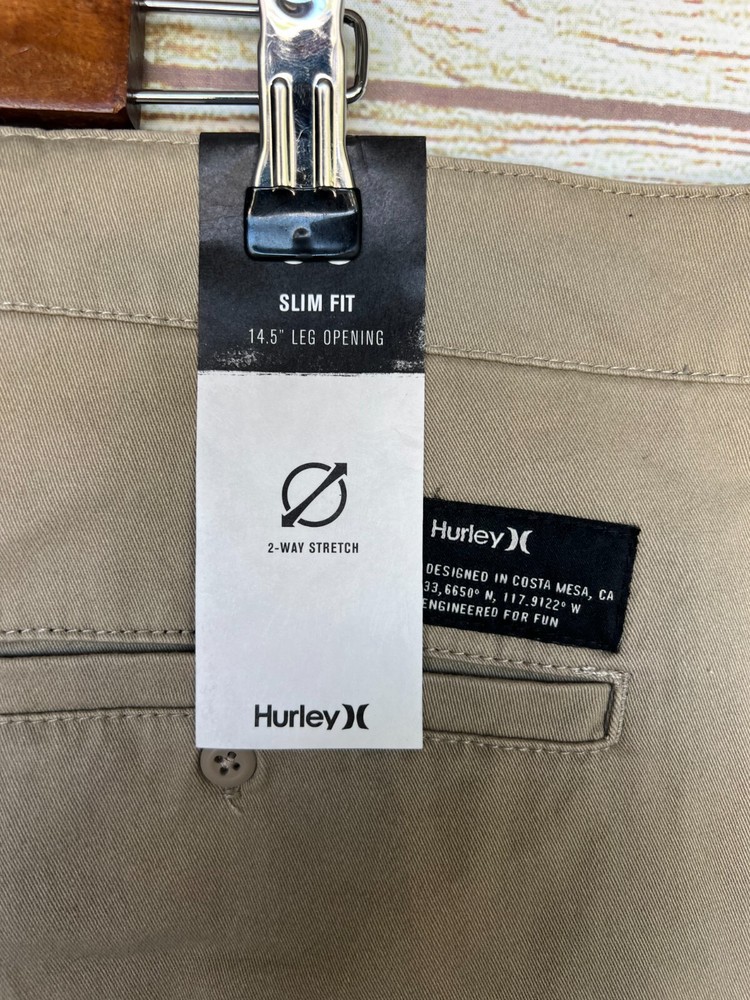 SLIM FIT
14.5" LEG OPENING
2-WAY STRETCH
Hurley
Hurley
DESIGNED IN COSTA MESA, CA
33,6650° N, 117.9122° W
ENGINEERED FOR FUN